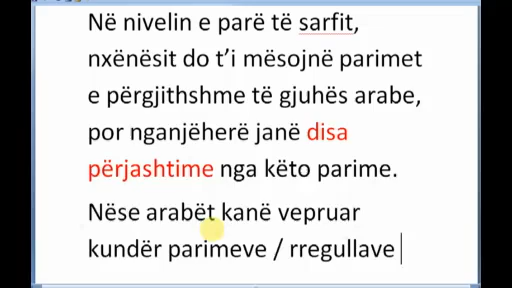 Në nivelin e parë të sarfit,
nxënësit do t’i mësojnë parimet
e përgjithshme të gjuhës arabe,
por nganjëherë janë disa
përjashtime nga këto parime.
Nëse arabët kanë vepruar
kundër parimeve / rregullave